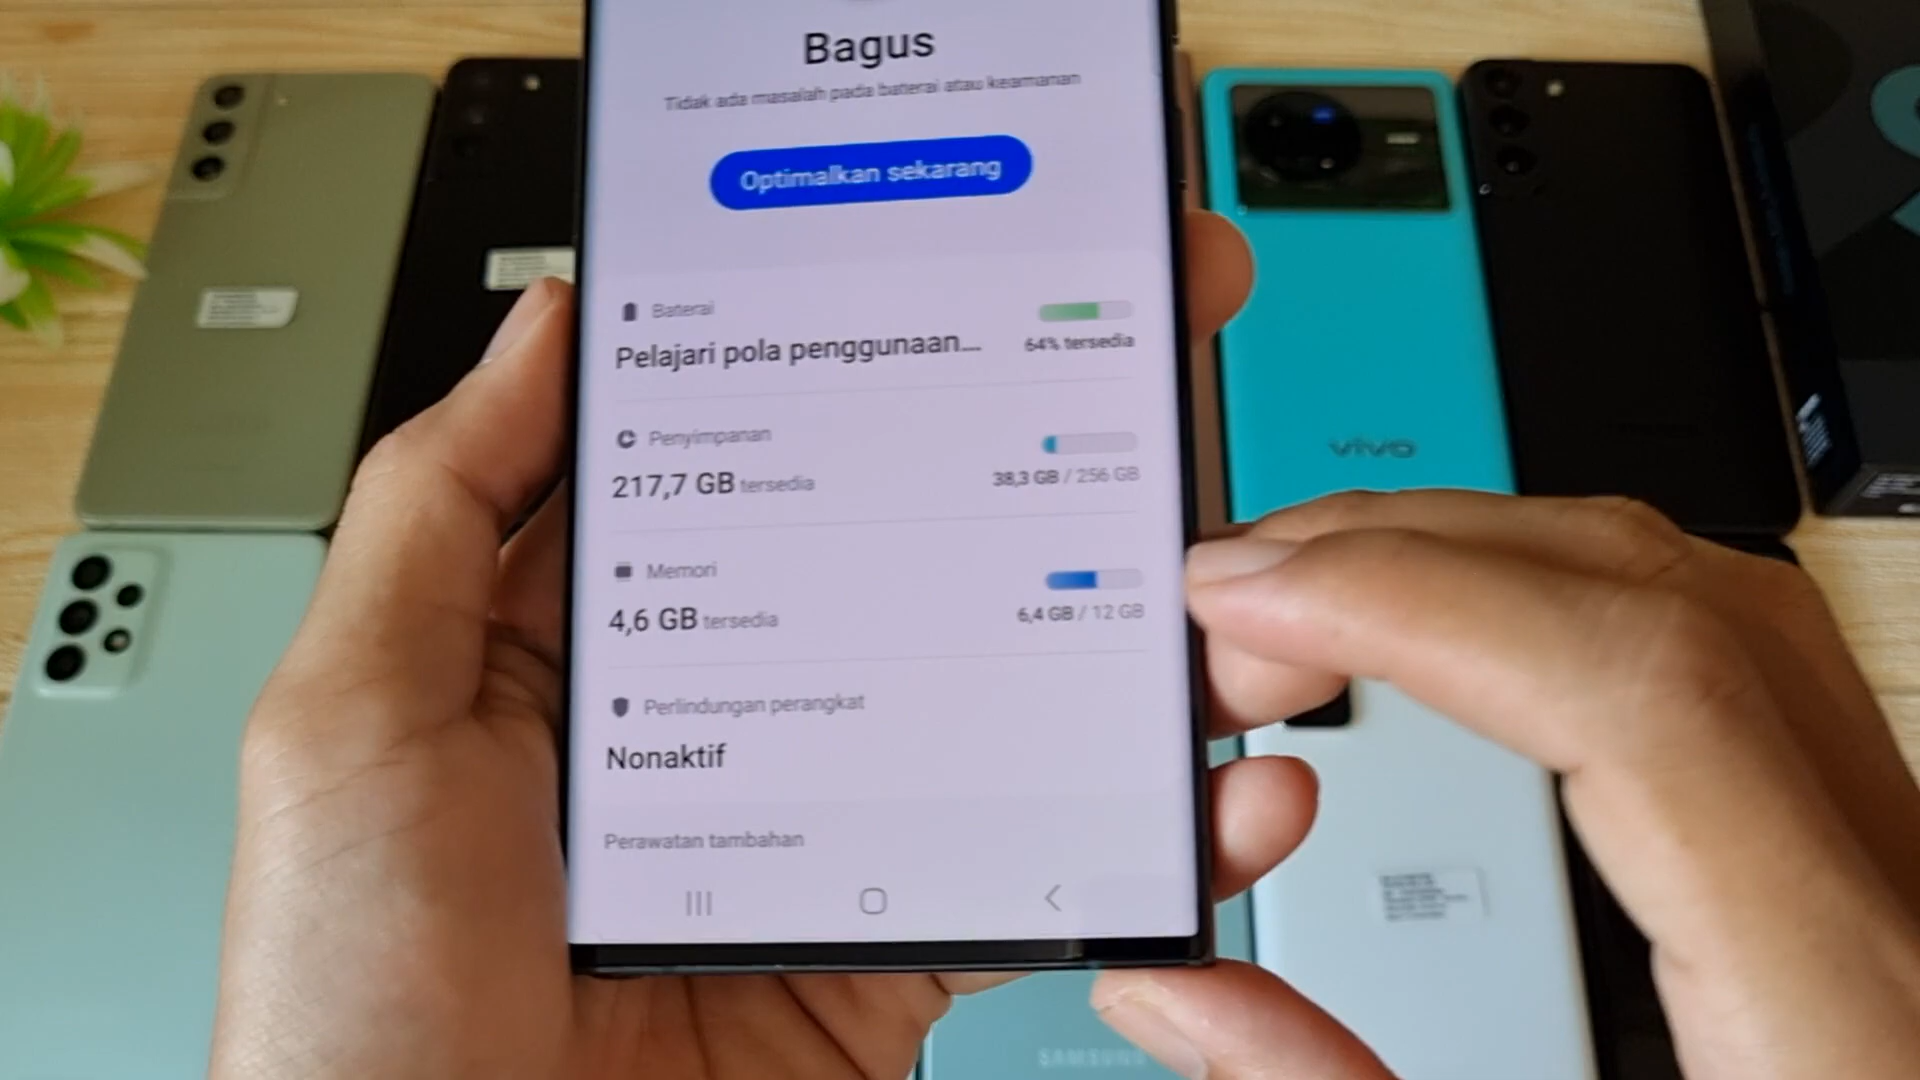 Bagus
Tidak ada masalah pada baterai atau keamanan
Optimalkan sekarang
Baterai
Pelajari pola penggunaan...
64% tersedia
Penyimpanan
217,7 GB tersedia
38,3 GB / 256 GB
Memori
4,6 GB tersedia
6,4 GB / 12 GB
Perlindungan perangkat
Nonaktif
Perawatan tambahan
vivo
SAMSUNG